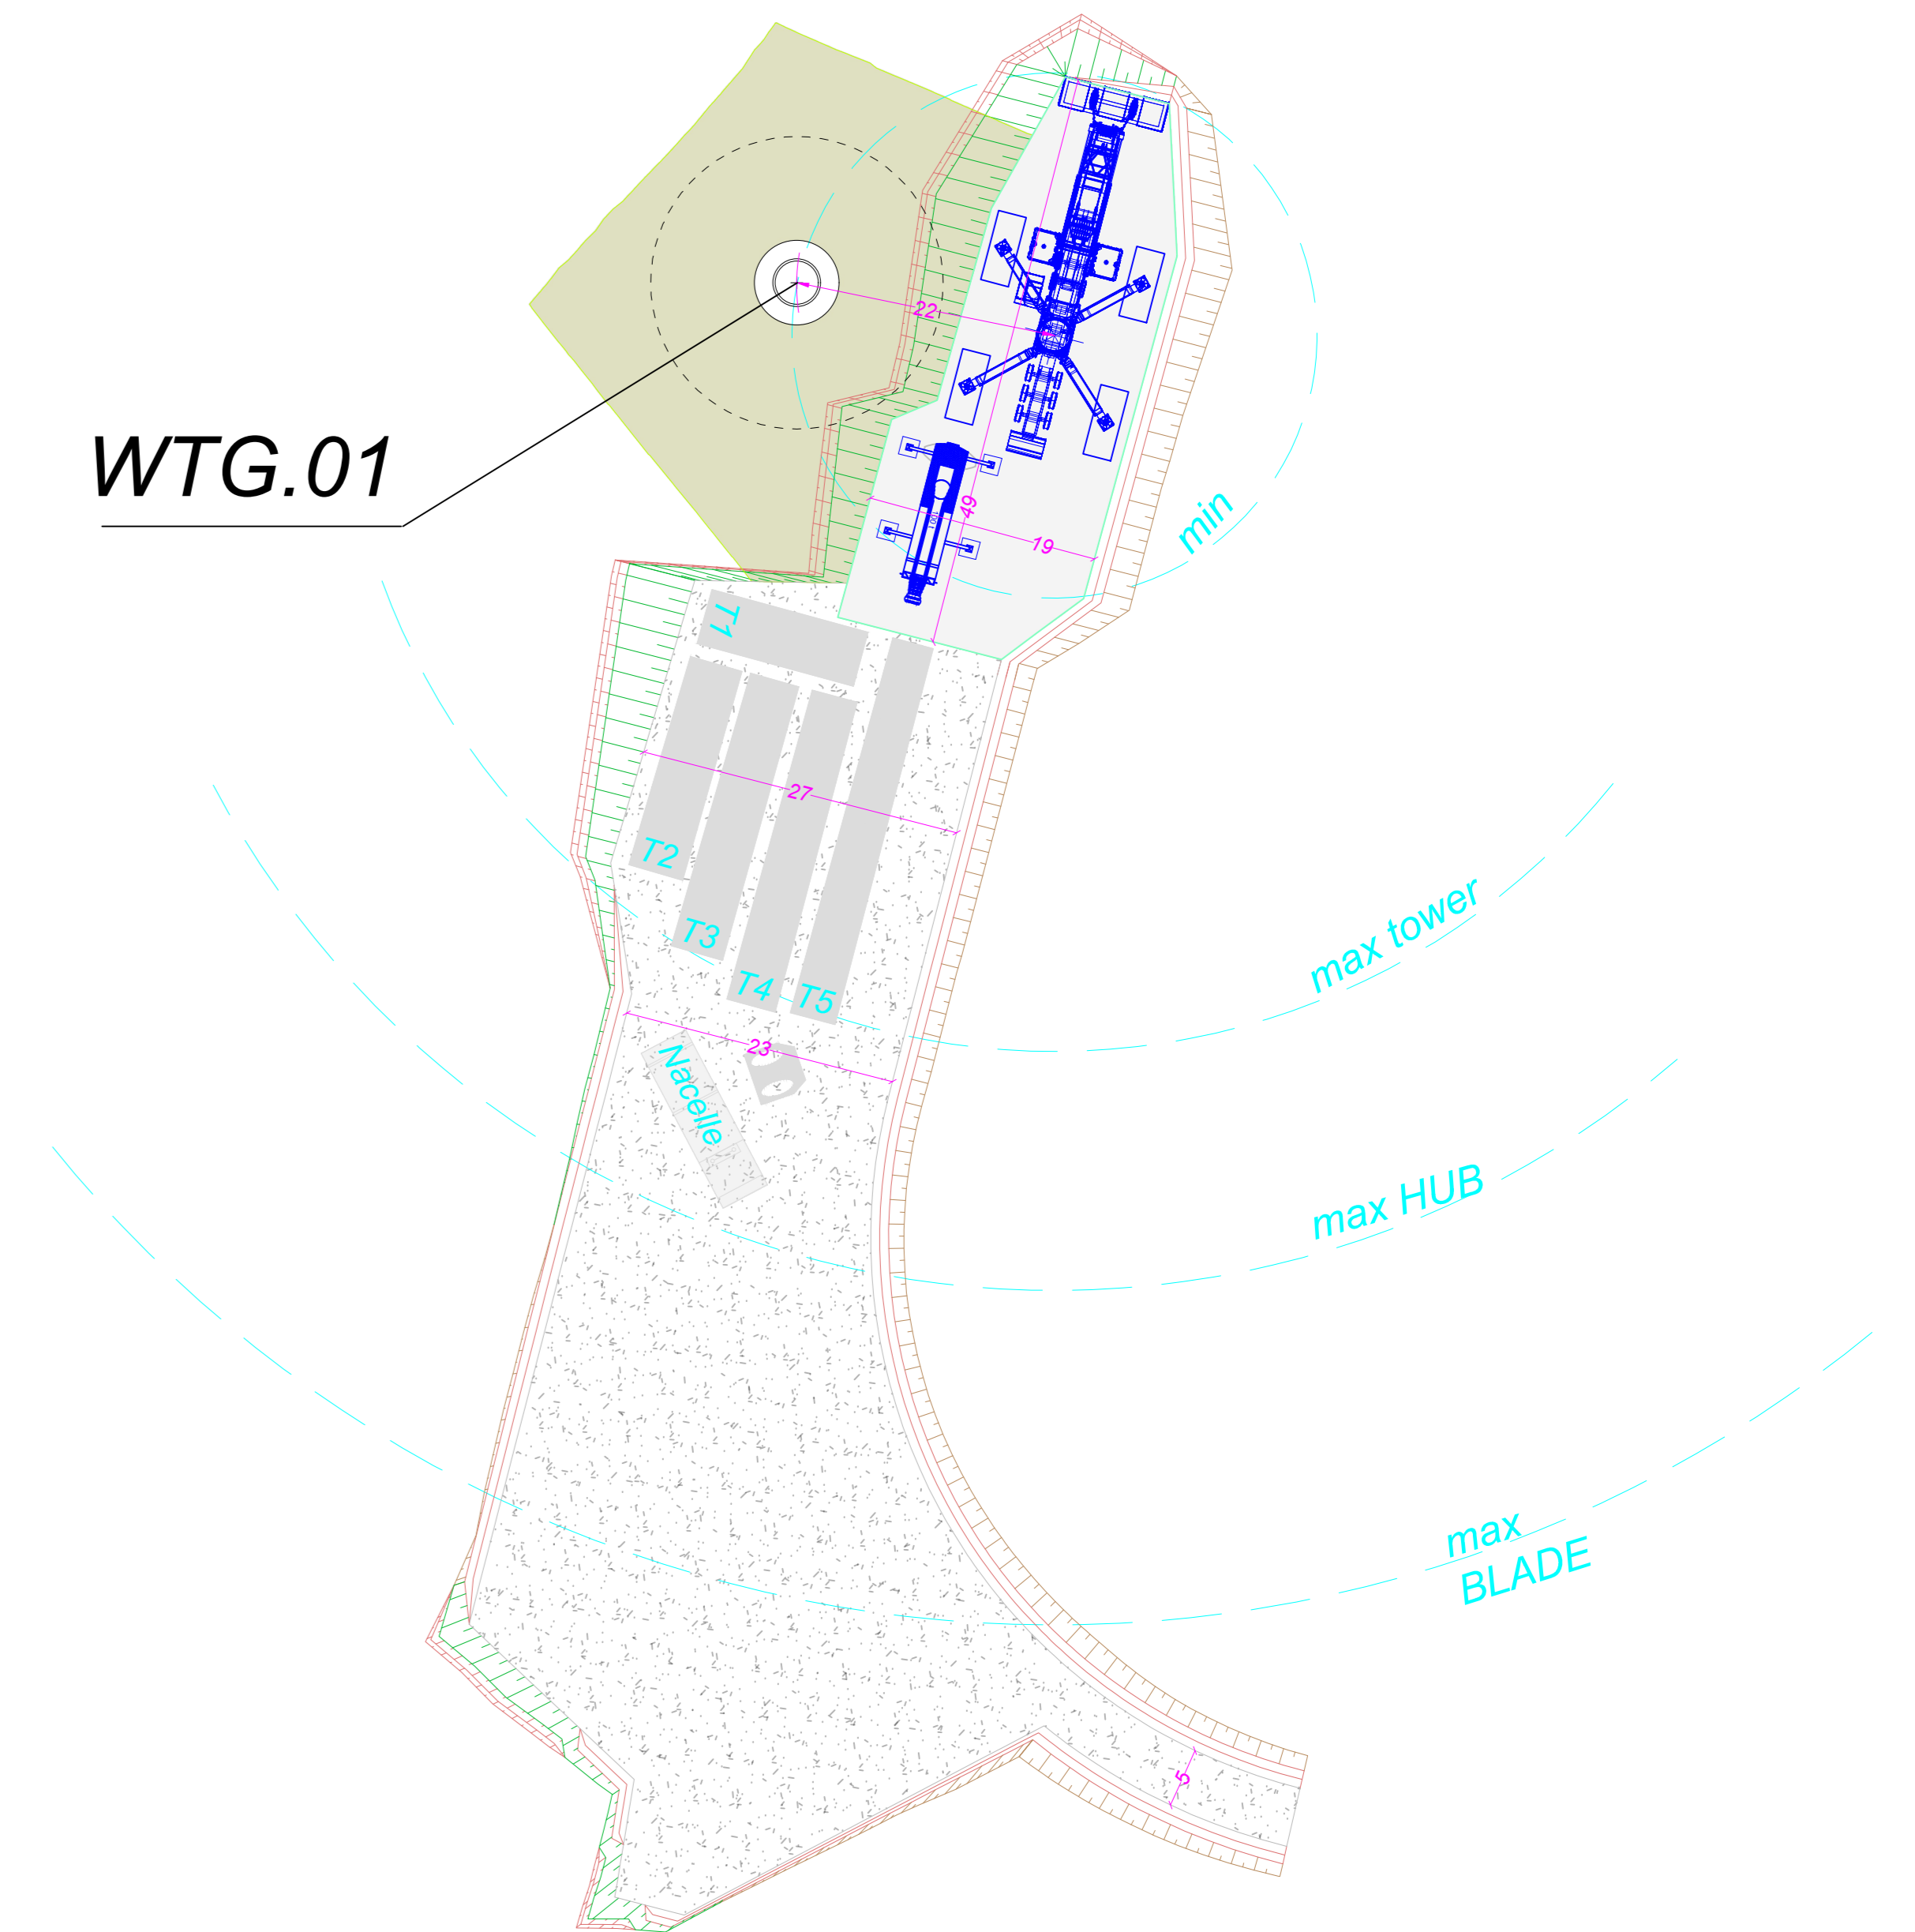 WTG.01
22
49
19
min
T1
27
T2
T3
T4
T5
max tower
23
Nacelle
max HUB
max
BLADE
5